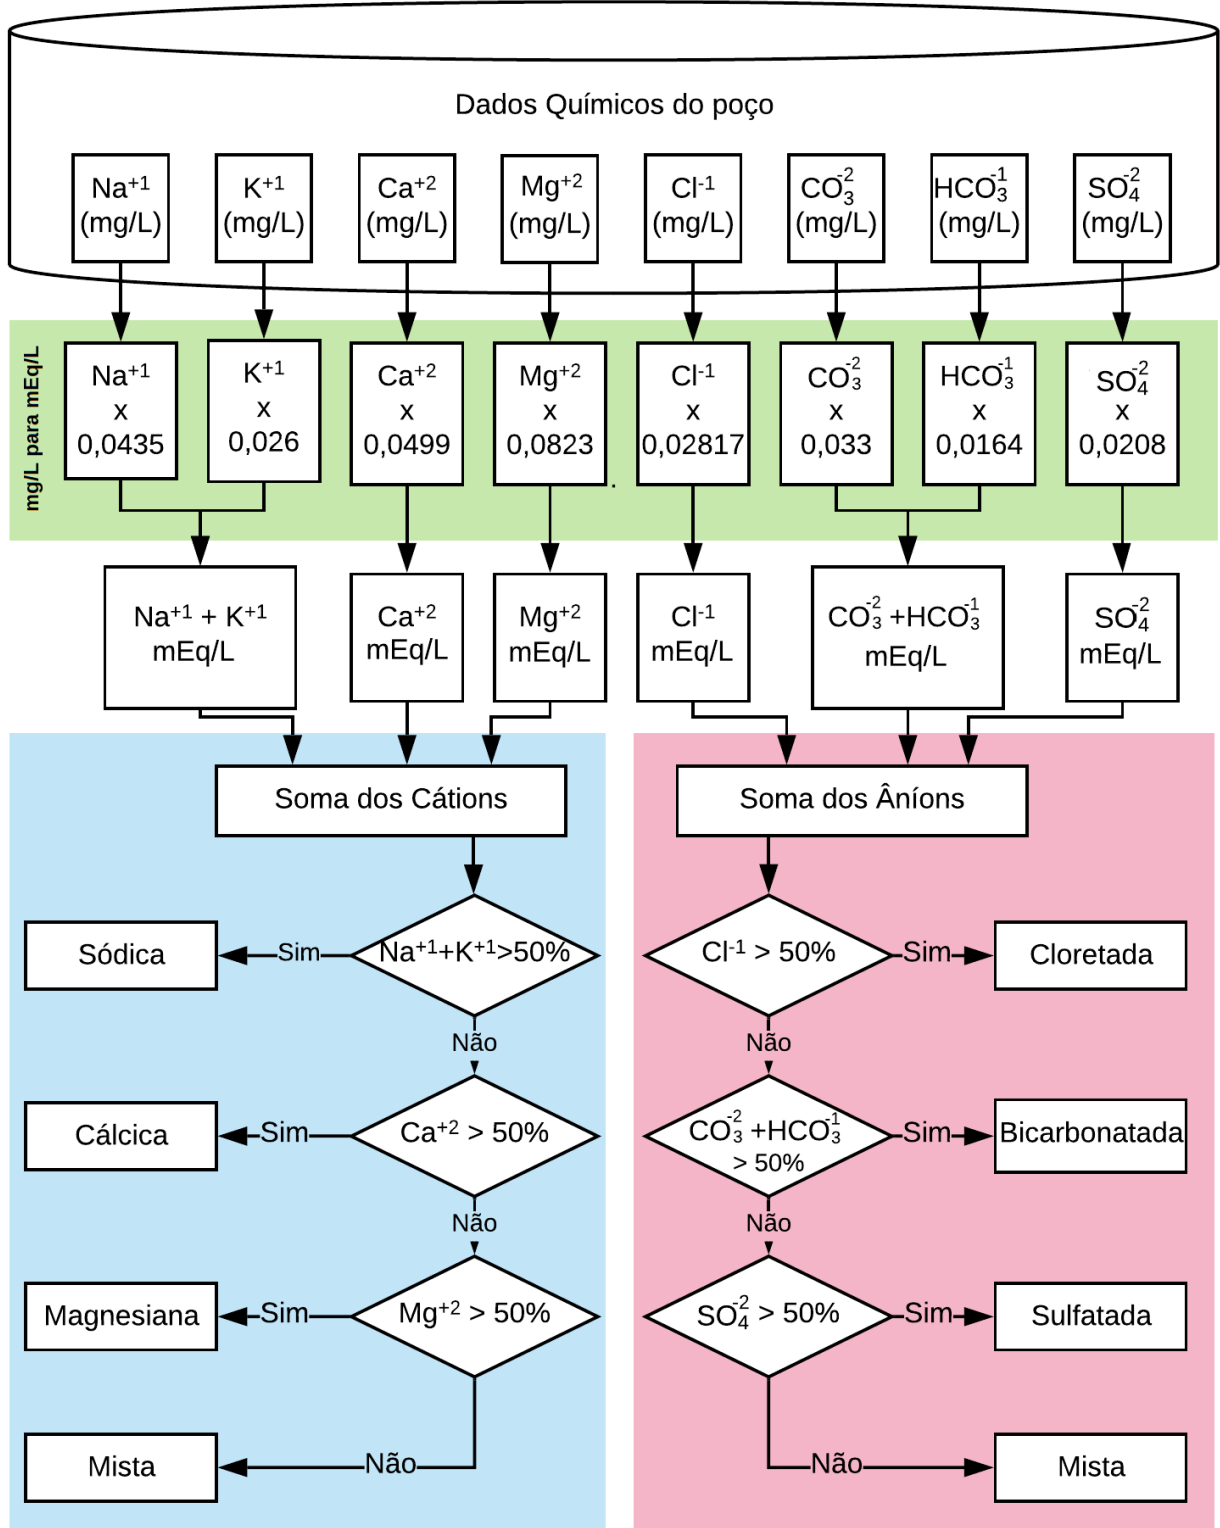 Dados Químicos do poço
Na+1 (mg/L)
K+1 (mg/L)
Ca+2 (mg/L)
Mg+2 (mg/L)
Cl-1 (mg/L)
CO3-2 (mg/L)
HCO3-1 (mg/L)
SO4-2 (mg/L)
mg/L para mEq/L
Na+1 x 0,0435
K+1 x 0,026
Ca+2 x 0,0499
Mg+2 x 0,0823
Cl-1 x 0,02817
CO3-2 x 0,033
HCO3-1 x 0,0164
SO4-2 x 0,0208
Na+1 + K+1 mEq/L
Ca+2 mEq/L
Mg+2 mEq/L
Cl-1 mEq/L
CO3-2 +HCO3-1 mEq/L
SO4-2 mEq/L
Soma dos Cátions
Soma dos Âníons
Sódica
Sim
Na+1+K+1>50%
Cl-1 > 50%
Sim
Cloretada
Não
Não
Cálcica
Sim
Ca+2 > 50%
CO3-2 +HCO3-1 > 50%
Sim
Bicarbonatada
Não
Não
Magnesiana
Sim
Mg+2 > 50%
SO4-2 > 50%
Sim
Sulfatada
Mista
Não
Não
Mista